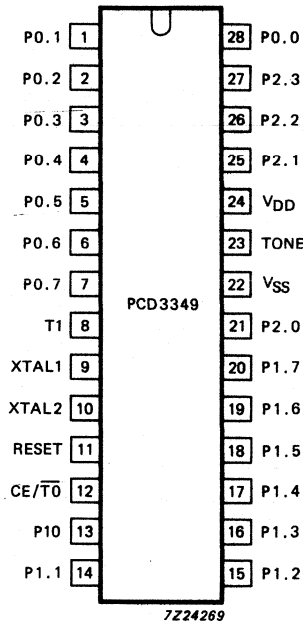 P0.1 1 28 P0.0
P0.2 2 27 P2.3
P0.3 3 26 P2.2
P0.4 4 25 P2.1
P0.5 5 24 VDD
P0.6 6 23 TONE
P0.7 7 22 VSS
PCD3349
T1 8 21 P2.0
XTAL1 9 20 P1.7
XTAL2 10 19 P1.6
RESET 11 18 P1.5
CE/T0 12 17 P1.4
P10 13 16 P1.3
P1.1 14 15 P1.2
7Z24269